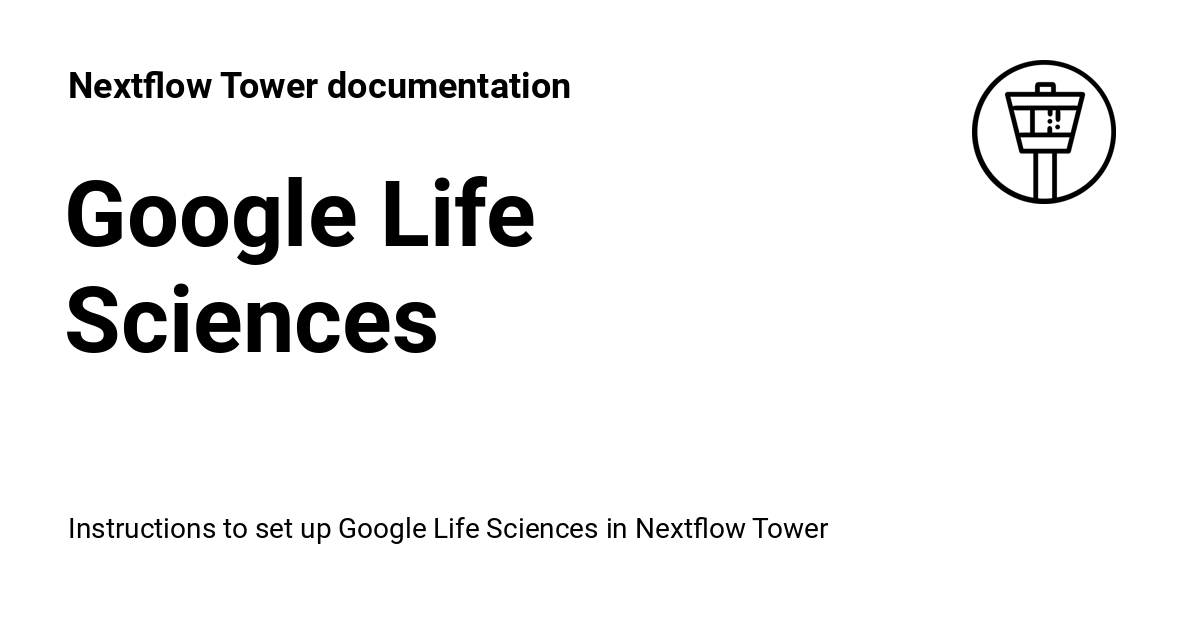 Nextflow Tower documentation
Google Life
Sciences
Instructions to set up Google Life Sciences in Nextflow Tower